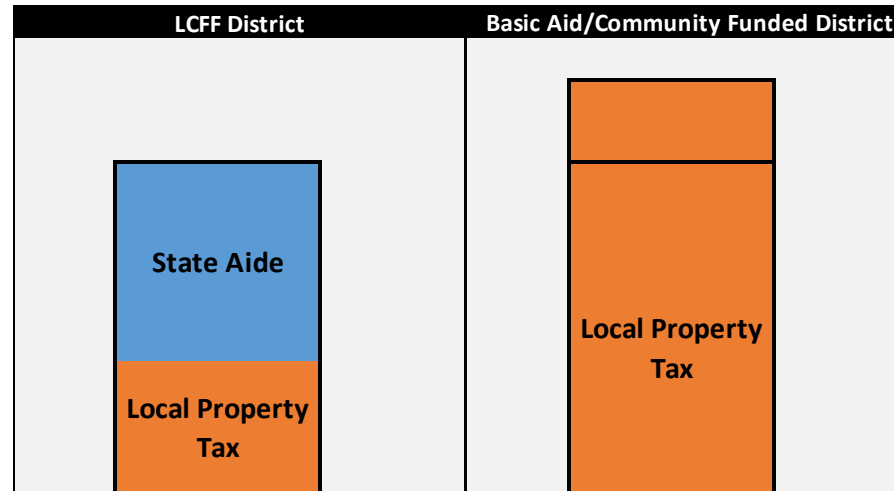 LCFF District
Basic Aid/Community Funded District
State Aide
Local Property
Tax
Local Property
Tax